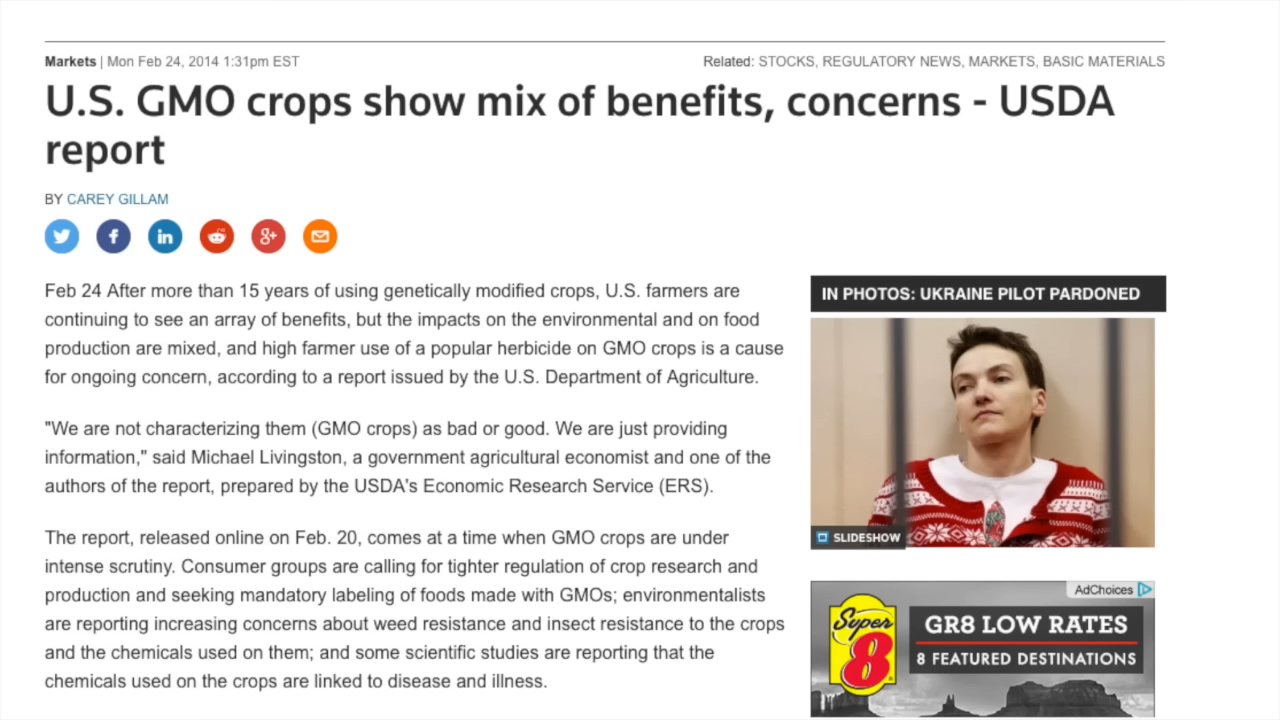 Markets | Mon Feb 24, 2014 1:31pm EST
Related: STOCKS, REGULATORY NEWS, MARKETS, BASIC MATERIALS
U.S. GMO crops show mix of benefits, concerns - USDA
report
BY CAREY GILLAM
Feb 24 After more than 15 years of using genetically modified crops, U.S. farmers are
continuing to see an array of benefits, but the impacts on the environmental and on food
production are mixed, and high farmer use of a popular herbicide on GMO crops is a cause
for ongoing concern, according to a report issued by the U.S. Department of Agriculture.
"We are not characterizing them (GMO crops) as bad or good. We are just providing
information," said Michael Livingston, a government agricultural economist and one of the
authors of the report, prepared by the USDA's Economic Research Service (ERS).
The report, released online on Feb. 20, comes at a time when GMO crops are under
intense scrutiny. Consumer groups are calling for tighter regulation of crop research and
production and seeking mandatory labeling of foods made with GMOs; environmentalists
are reporting increasing concerns about weed resistance and insect resistance to the crops
and the chemicals used on them; and some scientific studies are reporting that the
chemicals used on the crops are linked to disease and illness.
IN PHOTOS: UKRAINE PILOT PARDONED
SLIDESHOW
AdChoices
Super
8
GR8 LOW RATES
8 FEATURED DESTINATIONS